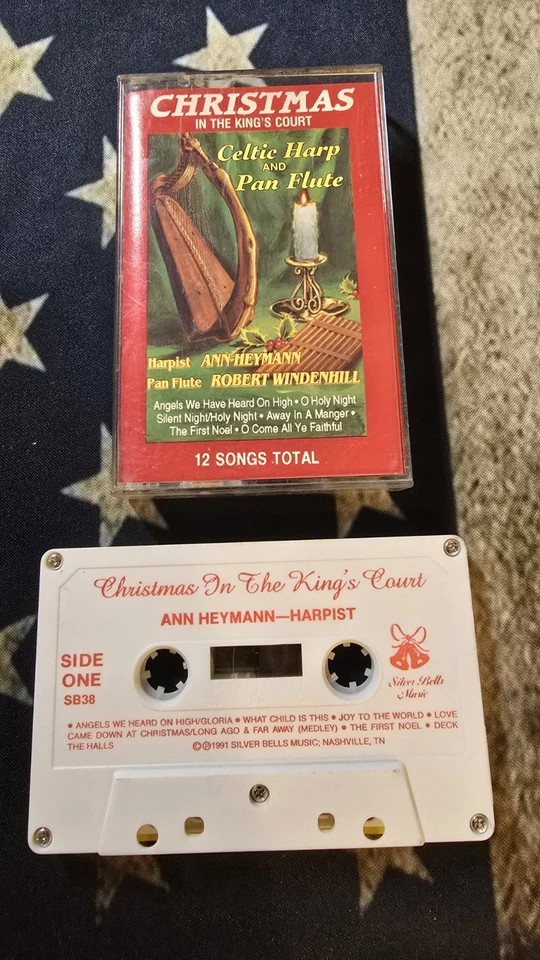 CHRISTMAS
IN THE KING'S COURT
Celtic Harp
AND
Pan Flute
Harpist ANN HEYMANN
Pan Flute ROBERT WINDENHILL
Angels We Have Heard On High • O Holy Night
Silent Night/Holy Night • Away In A Manger •
The First Noel • O Come All Ye Faithful
12 SONGS TOTAL
Christmas In The King's Court
ANN HEYMANN—HARPIST
SIDE
ONE
SB38
Silver Bells
Music
• ANGELS WE HEARD ON HIGH/GLORIA • WHAT CHILD IS THIS • JOY TO THE WORLD • LOVE
CAME DOWN AT CHRISTMAS/LONG AGO & FAR AWAY (MEDLEY) • THE FIRST NOEL • DECK
THE HALLS
©℗1991 SILVER BELLS MUSIC; NASHVILLE, TN